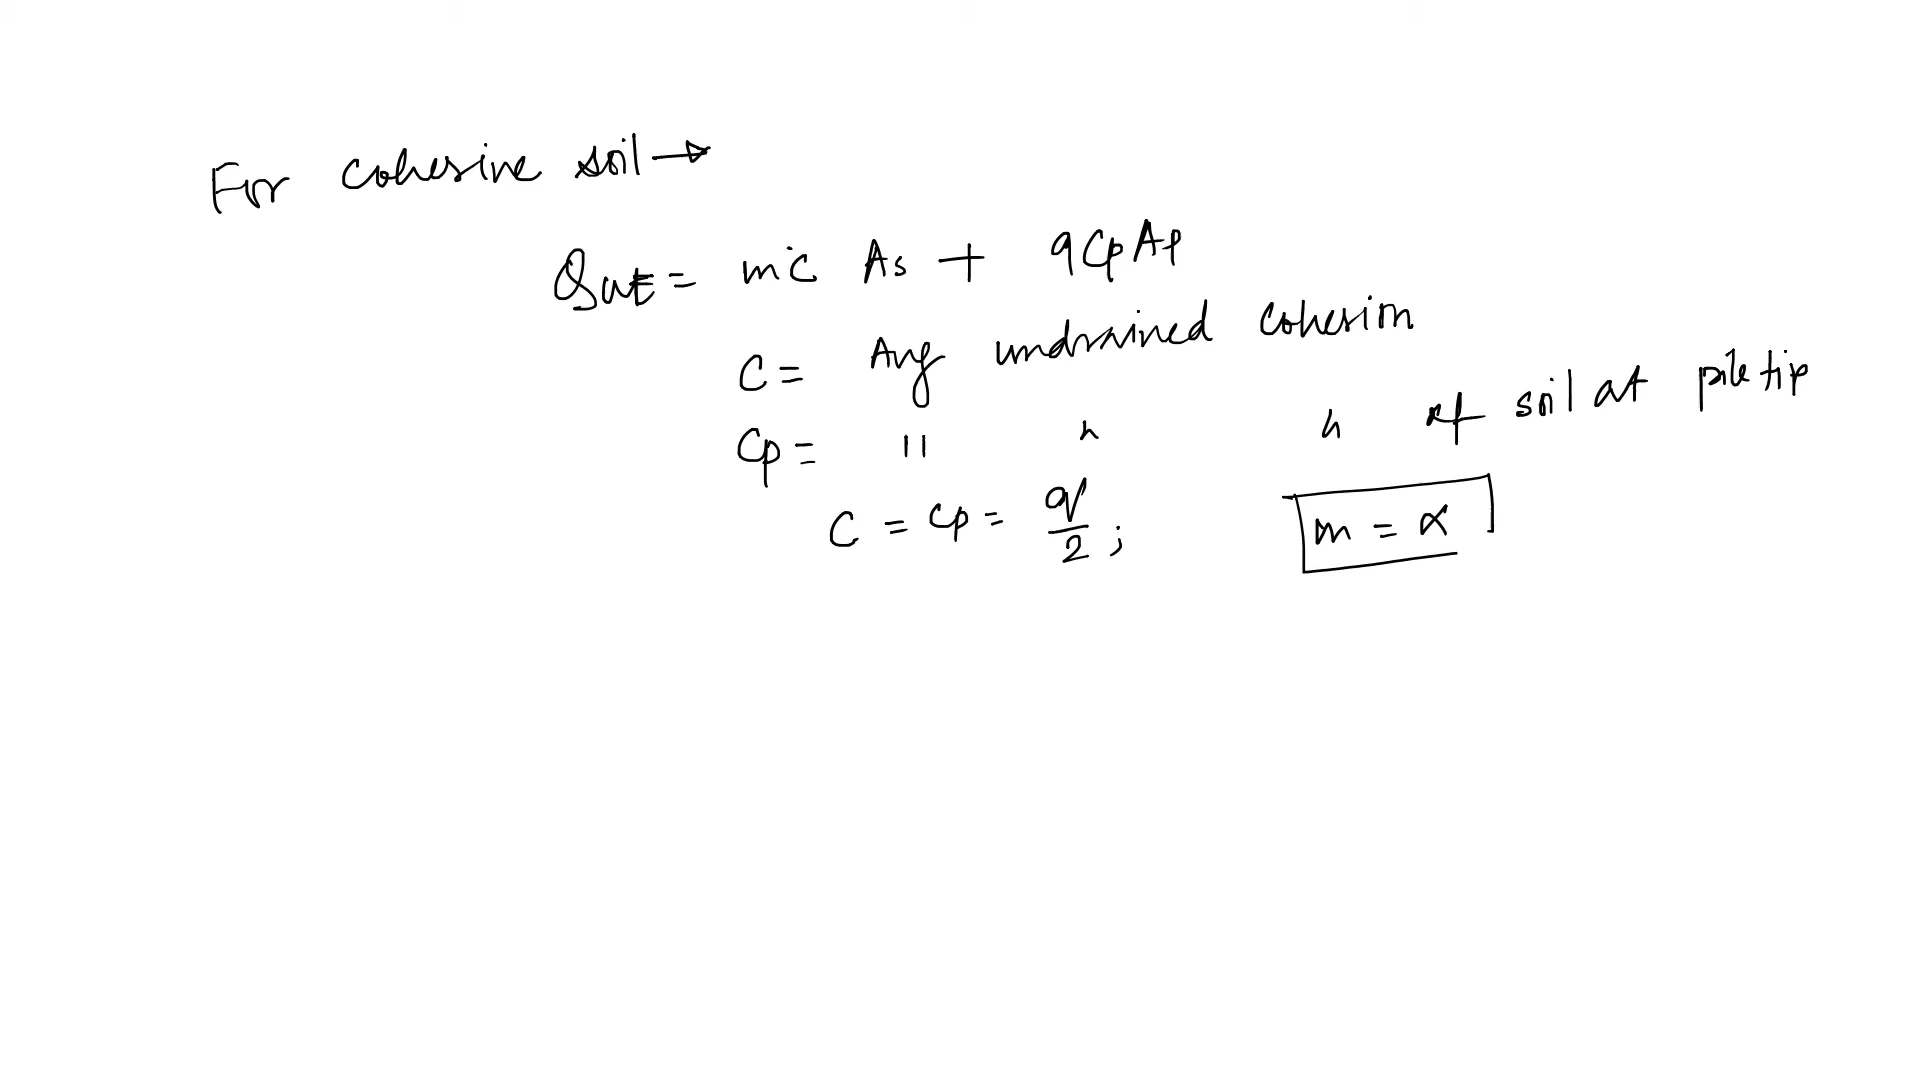 For cohesive soil →
Qult = mc As + 9CpAp
C = Avg undrained cohesion
Cp = " " " of soil at pile tip
C = Cp = q/2 ; m = α